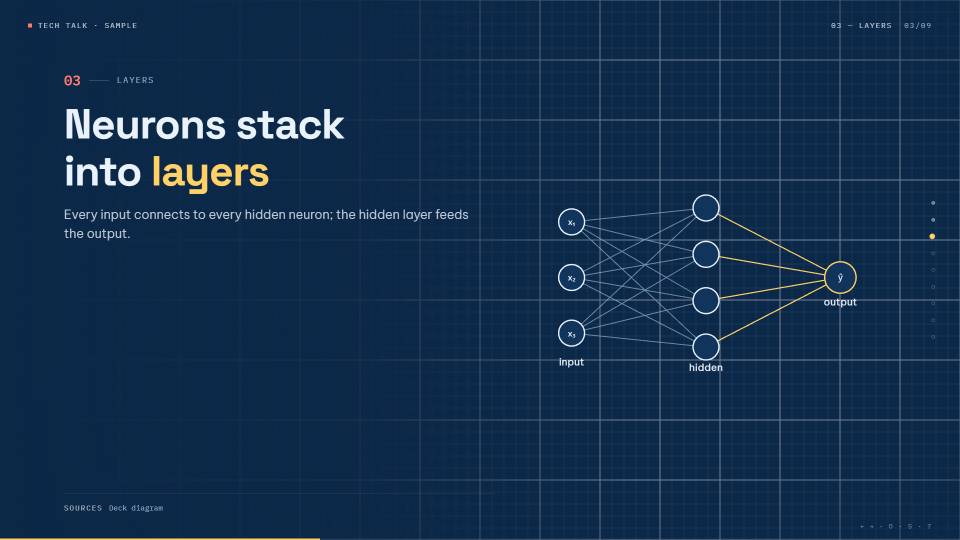 TECH TALK · SAMPLE
03 — LAYERS 03/09
03 LAYERS
Neurons stack
into layers
Every input connects to every hidden neuron; the hidden layer feeds
the output.
x₁
x₂
x₃
ŷ
output
input
hidden
SOURCES Deck diagram